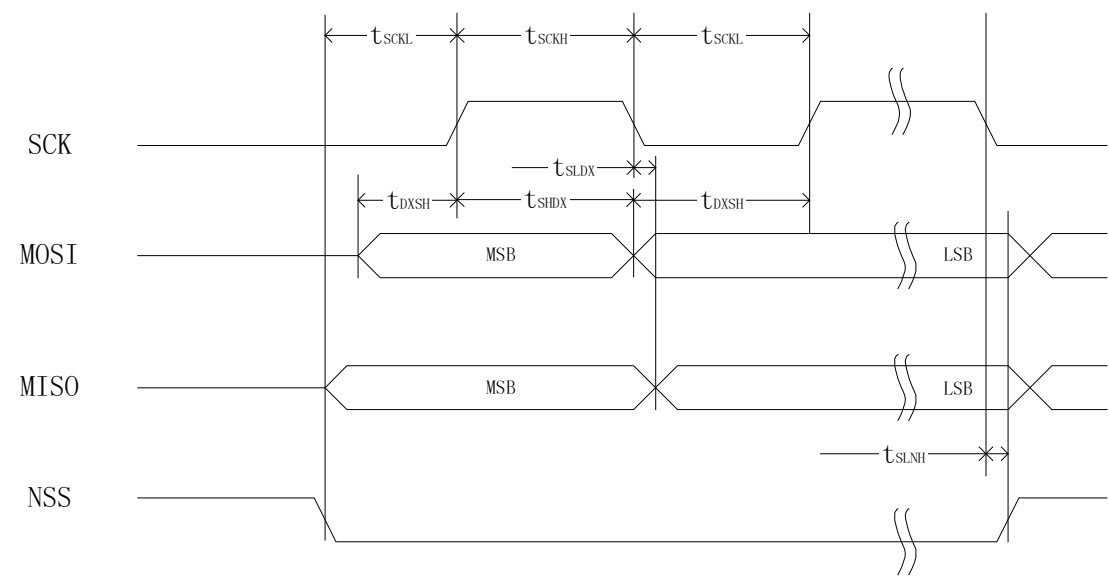 tSCKL tSCKH tSCKL
SCK
tSLDX
tDXSH tSHDX tDXSH
MOSI MSB LSB
MISO MSB LSB
tSLNH
NSS